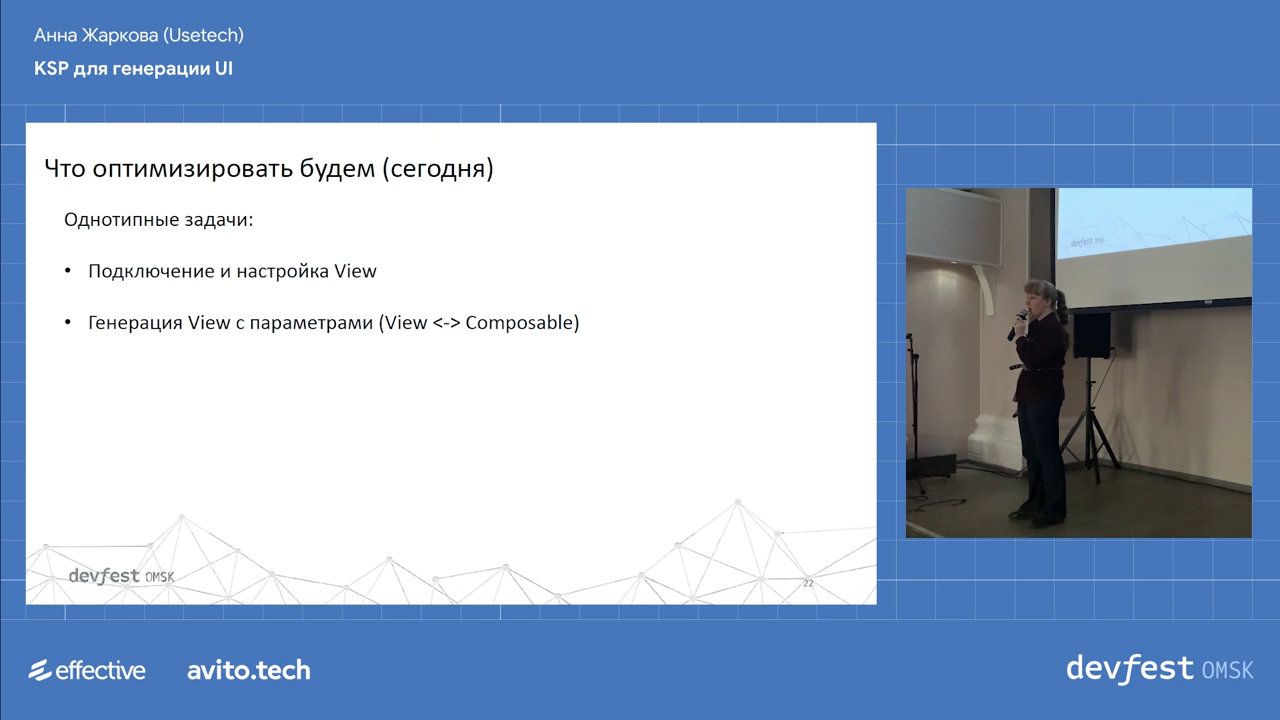 Анна Жаркова (Usetech)
KSP для генерации UI
Что оптимизировать будем (сегодня)
Однотипные задачи:
• Подключение и настройка View
• Генерация View с параметрами (View <-> Composable)
devfest OMSK
22
effective
avito.tech
devfest OMSK